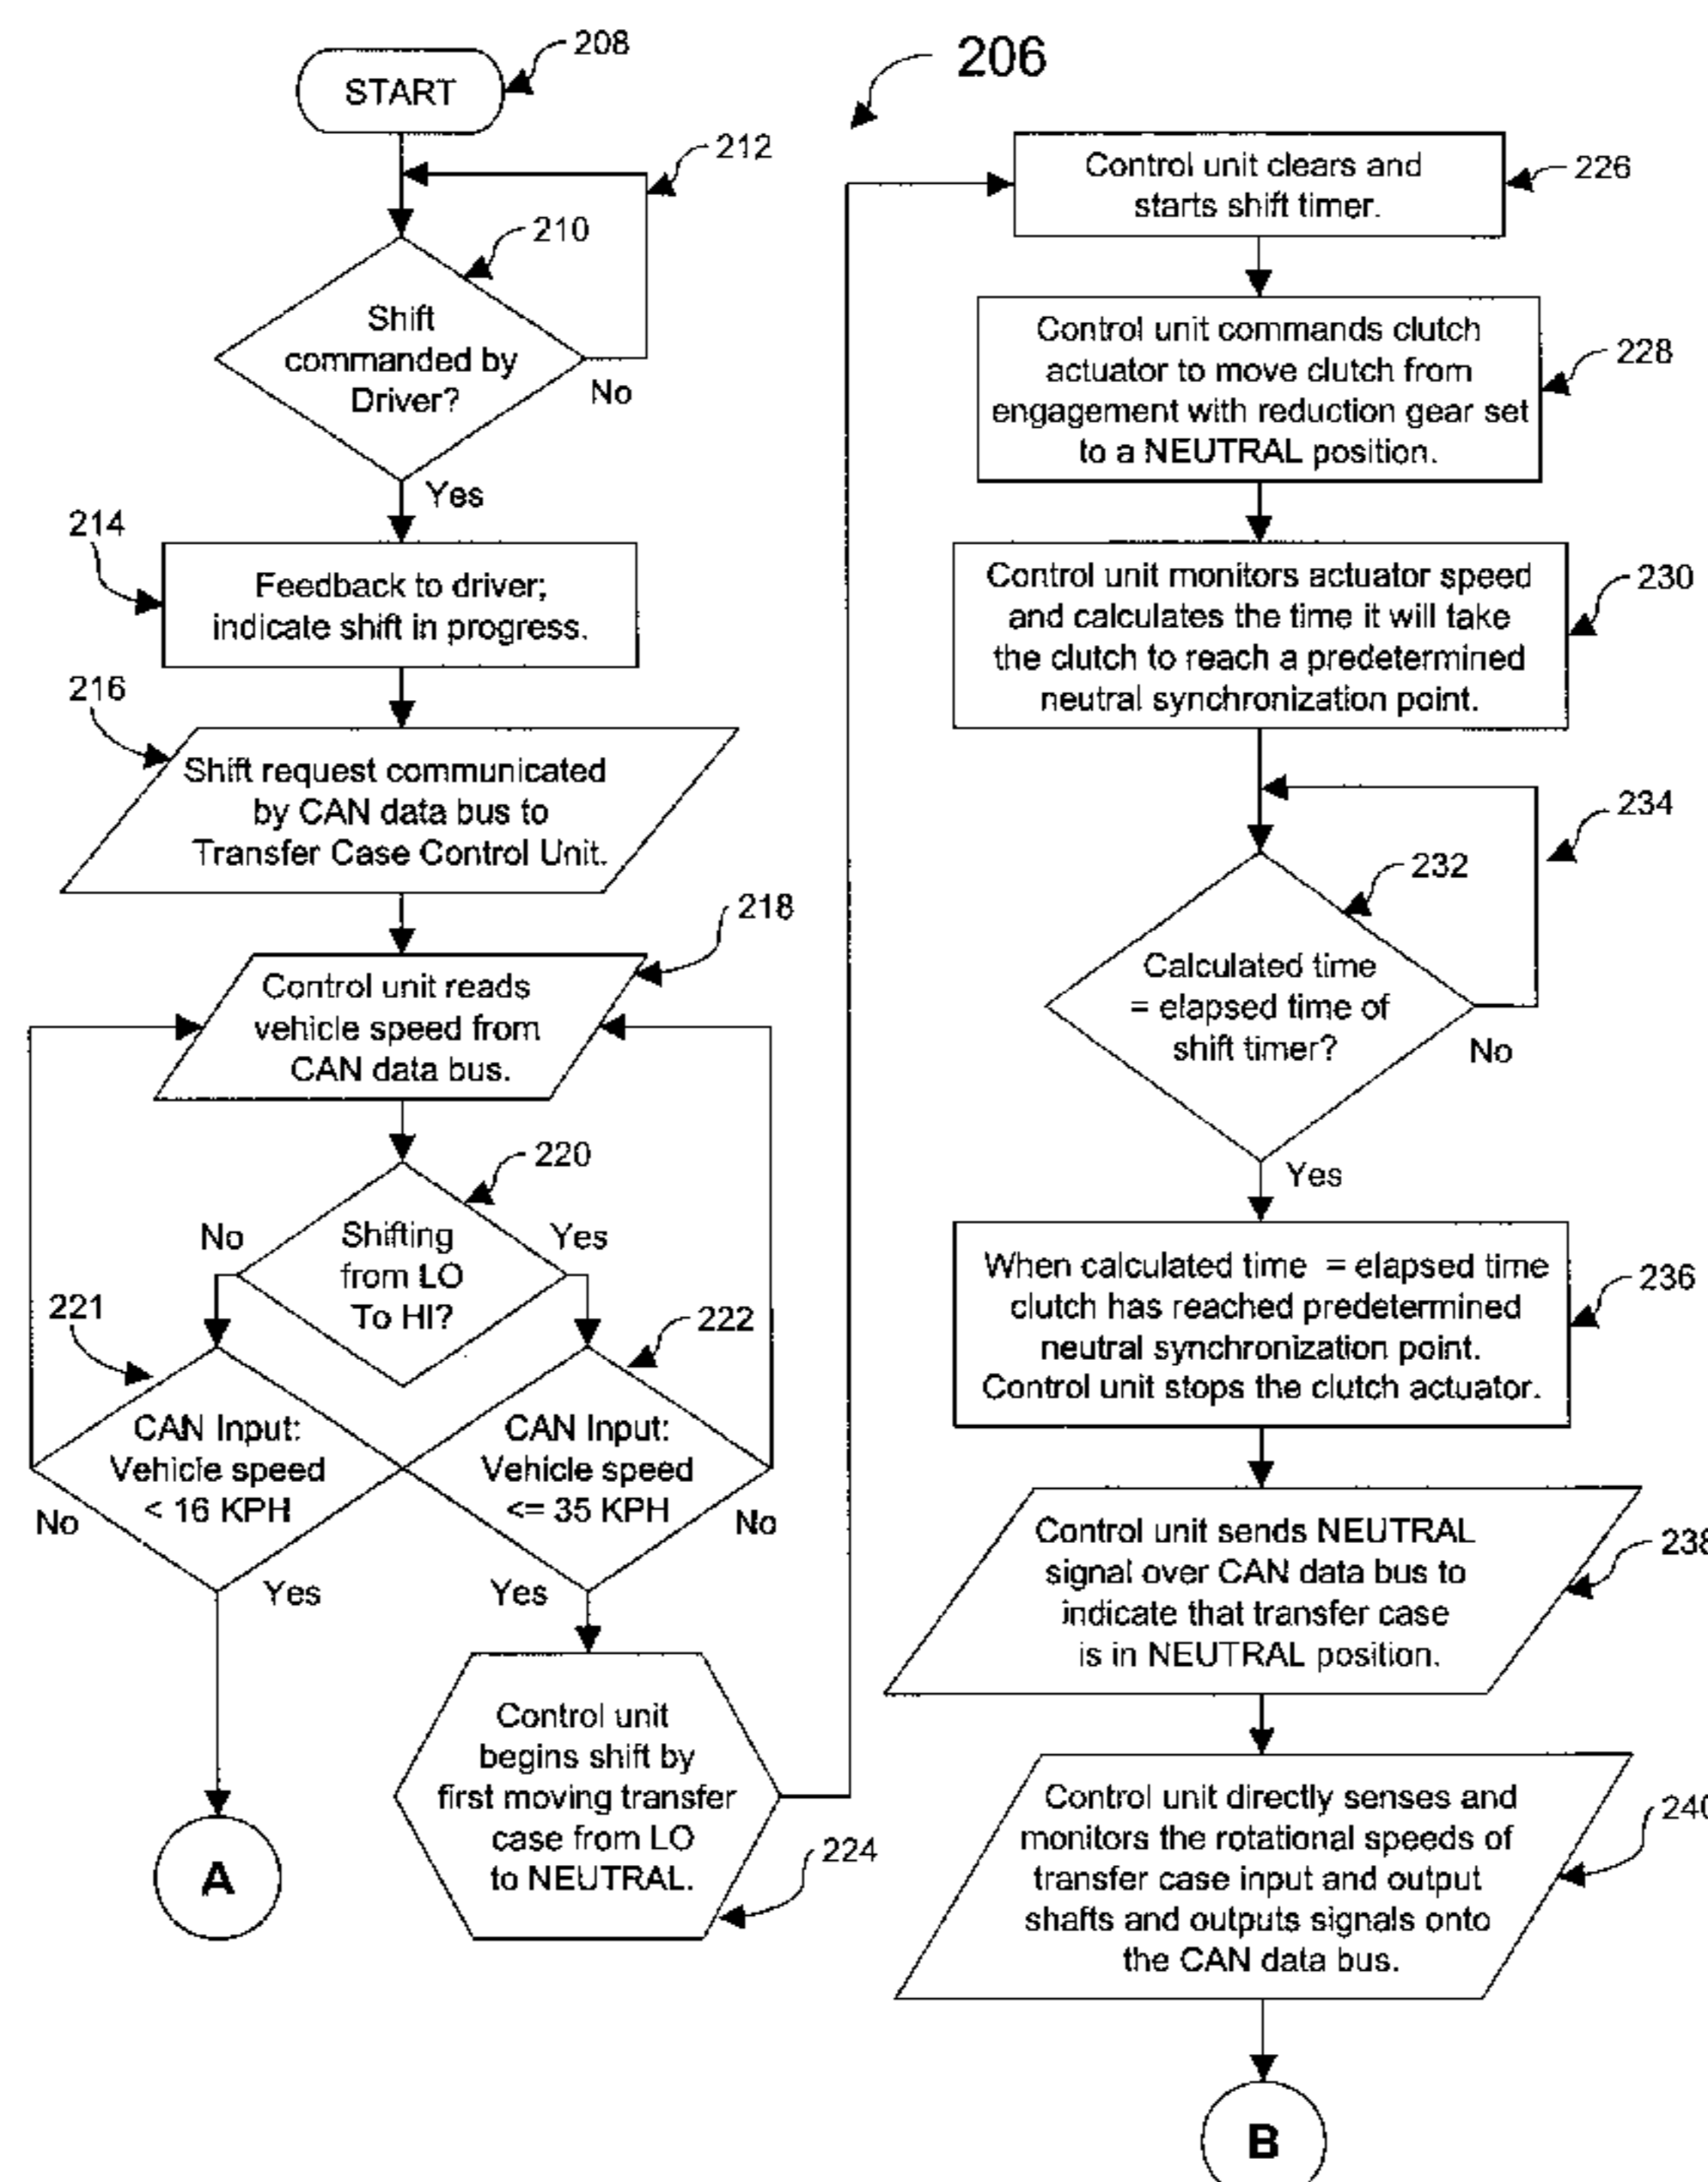 208
START
206
212
210
Shift
commanded by
Driver?
No
Yes
214
Feedback to driver;
indicate shift in progress.
216
Shift request communicated
by CAN data bus to
Transfer Case Control Unit.
218
Control unit reads
vehicle speed from
CAN data bus.
220
No
Shifting
from LO
To HI?
Yes
221
222
CAN Input:
Vehicle speed
< 16 KPH
No
Yes
CAN Input:
Vehicle speed
<= 35 KPH
No
Yes
A
Control unit
begins shift by
first moving transfer
case from LO
to NEUTRAL.
224
Control unit clears and
starts shift timer.
226
Control unit commands clutch
actuator to move clutch from
engagement with reduction gear set
to a NEUTRAL position.
228
Control unit monitors actuator speed
and calculates the time it will take
the clutch to reach a predetermined
neutral synchronization point.
230
234
232
Calculated time
= elapsed time of
shift timer?
No
Yes
When calculated time = elapsed time
clutch has reached predetermined
neutral synchronization point.
Control unit stops the clutch actuator.
236
Control unit sends NEUTRAL
signal over CAN data bus to
indicate that transfer case
is in NEUTRAL position.
238
Control unit directly senses and
monitors the rotational speeds of
transfer case input and output
shafts and outputs signals onto
the CAN data bus.
240
B